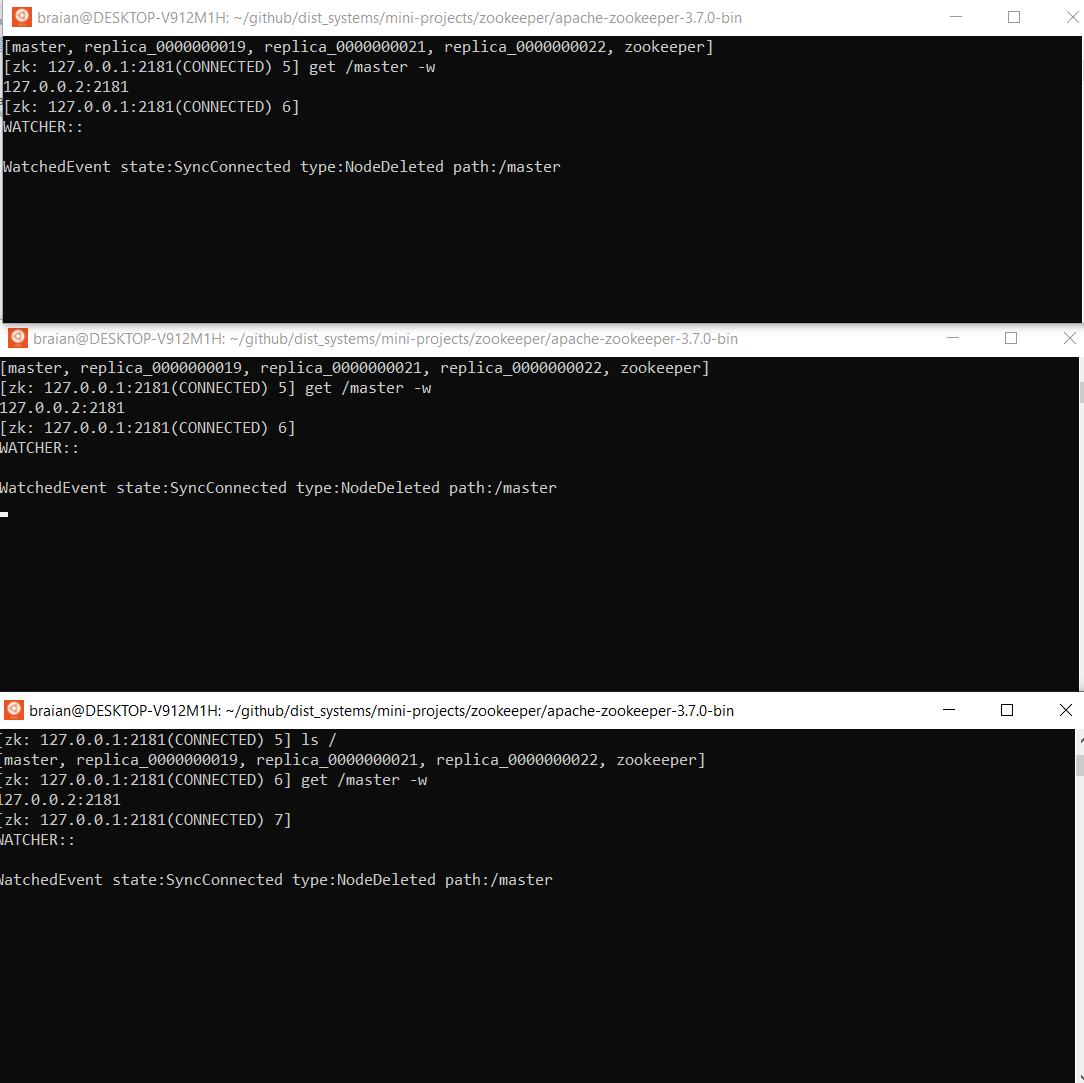 braian@DESKTOP-V912M1H: ~/github/dist_systems/mini-projects/zookeeper/apache-zookeeper-3.7.0-bin
[master, replica_0000000019, replica_0000000021, replica_0000000022, zookeeper]
[zk: 127.0.0.1:2181(CONNECTED) 5] get /master -w
127.0.0.2:2181
[zk: 127.0.0.1:2181(CONNECTED) 6]
WATCHER::
WatchedEvent state:SyncConnected type:NodeDeleted path:/master
braian@DESKTOP-V912M1H: ~/github/dist_systems/mini-projects/zookeeper/apache-zookeeper-3.7.0-bin
[master, replica_0000000019, replica_0000000021, replica_0000000022, zookeeper]
[zk: 127.0.0.1:2181(CONNECTED) 5] get /master -w
127.0.0.2:2181
[zk: 127.0.0.1:2181(CONNECTED) 6]
WATCHER::
WatchedEvent state:SyncConnected type:NodeDeleted path:/master
braian@DESKTOP-V912M1H: ~/github/dist_systems/mini-projects/zookeeper/apache-zookeeper-3.7.0-bin
[zk: 127.0.0.1:2181(CONNECTED) 5] ls /
[master, replica_0000000019, replica_0000000021, replica_0000000022, zookeeper]
[zk: 127.0.0.1:2181(CONNECTED) 6] get /master -w
127.0.0.2:2181
[zk: 127.0.0.1:2181(CONNECTED) 7]
WATCHER::
WatchedEvent state:SyncConnected type:NodeDeleted path:/master